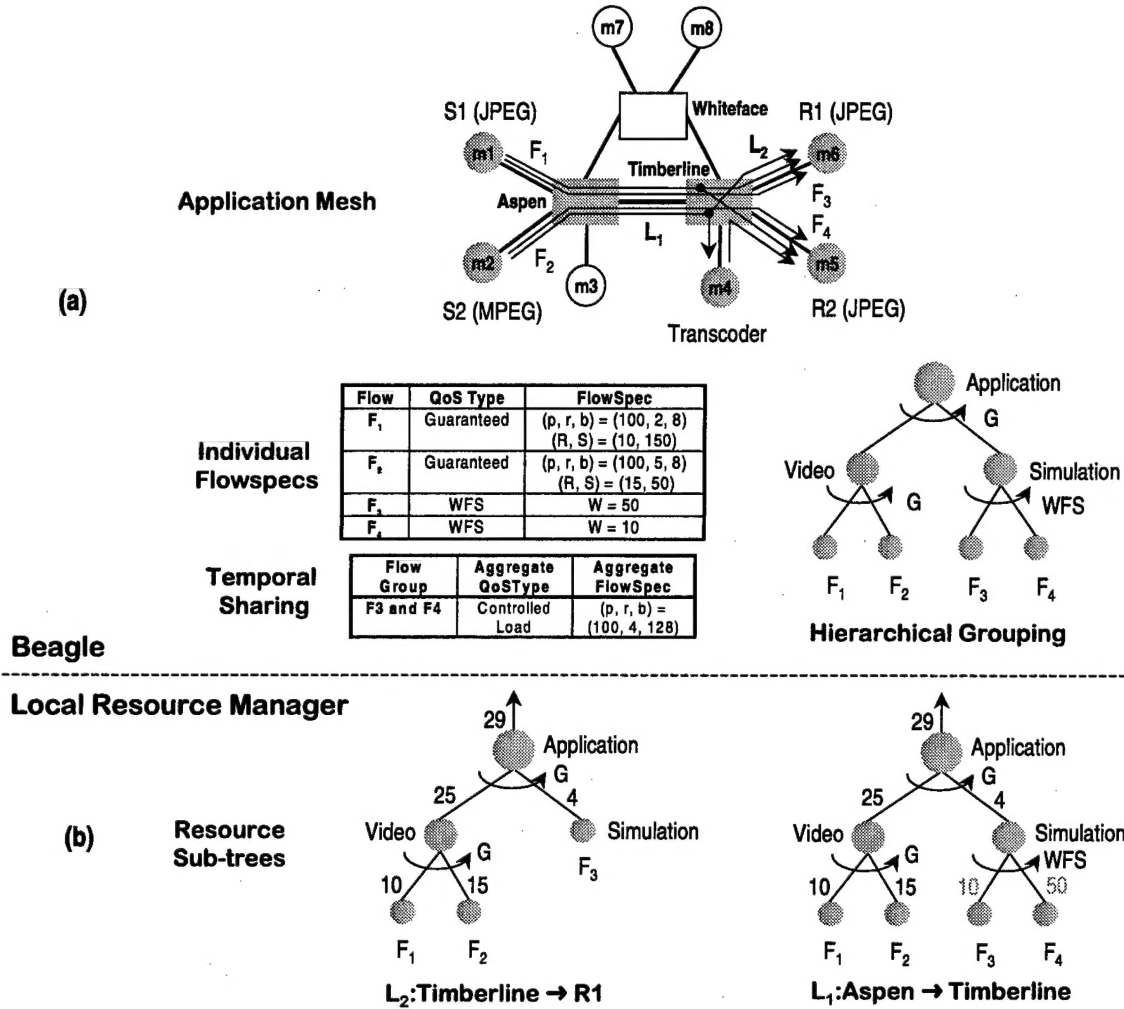 m7
m8
Whiteface
S1 (JPEG)
R1 (JPEG)
m1
F1
L2
m6
Timberline
Application Mesh
Aspen
F3
F4
L1
m2
F2
m3
m4
m5
(a)
S2 (MPEG)
R2 (JPEG)
Transcoder
Individual Flowspecs
Flow QoS Type FlowSpec
F1 Guaranteed (p, r, b) = (100, 2, 8)
(R, S) = (10, 150)
F2 Guaranteed (p, r, b) = (100, 5, 8)
(R, S) = (15, 50)
F3 WFS W = 50
F4 WFS W = 10
Temporal Sharing
Flow Group Aggregate QoSType Aggregate FlowSpec
F3 and F4 Controlled Load (p, r, b) = (100, 4, 128)
Application
G
Video
Simulation
G
WFS
F1 F2 F3 F4
Hierarchical Grouping
Beagle
Local Resource Manager
(b)
Resource Sub-trees
29
Application
G
25 4
Video
Simulation
G
F3
10 15
F1 F2
L2:Timberline → R1
29
Application
G
25 4
Video
Simulation
G
WFS
10 15 10 50
F1 F2 F3 F4
L1:Aspen → Timberline